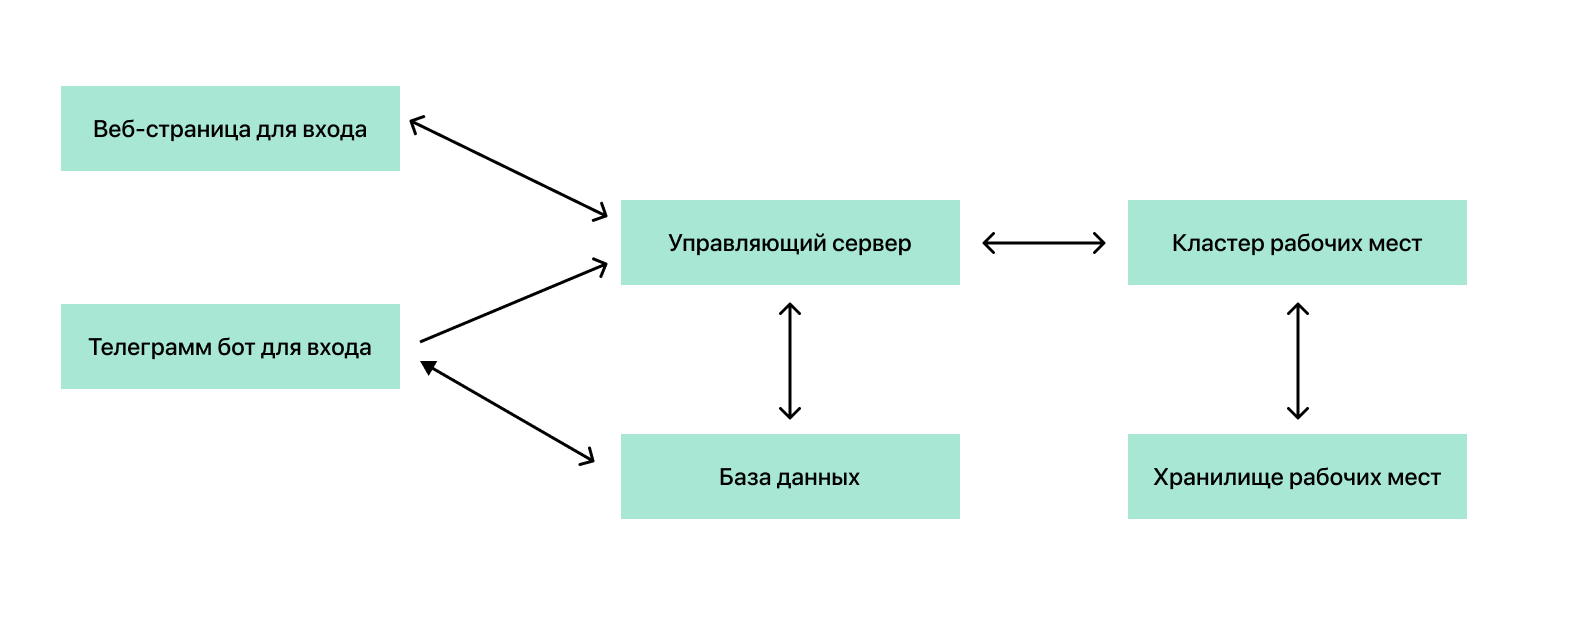 Веб-страница для входа
Управляющий сервер
Кластер рабочих мест
Телеграмм бот для входа
База данных
Хранилище рабочих мест